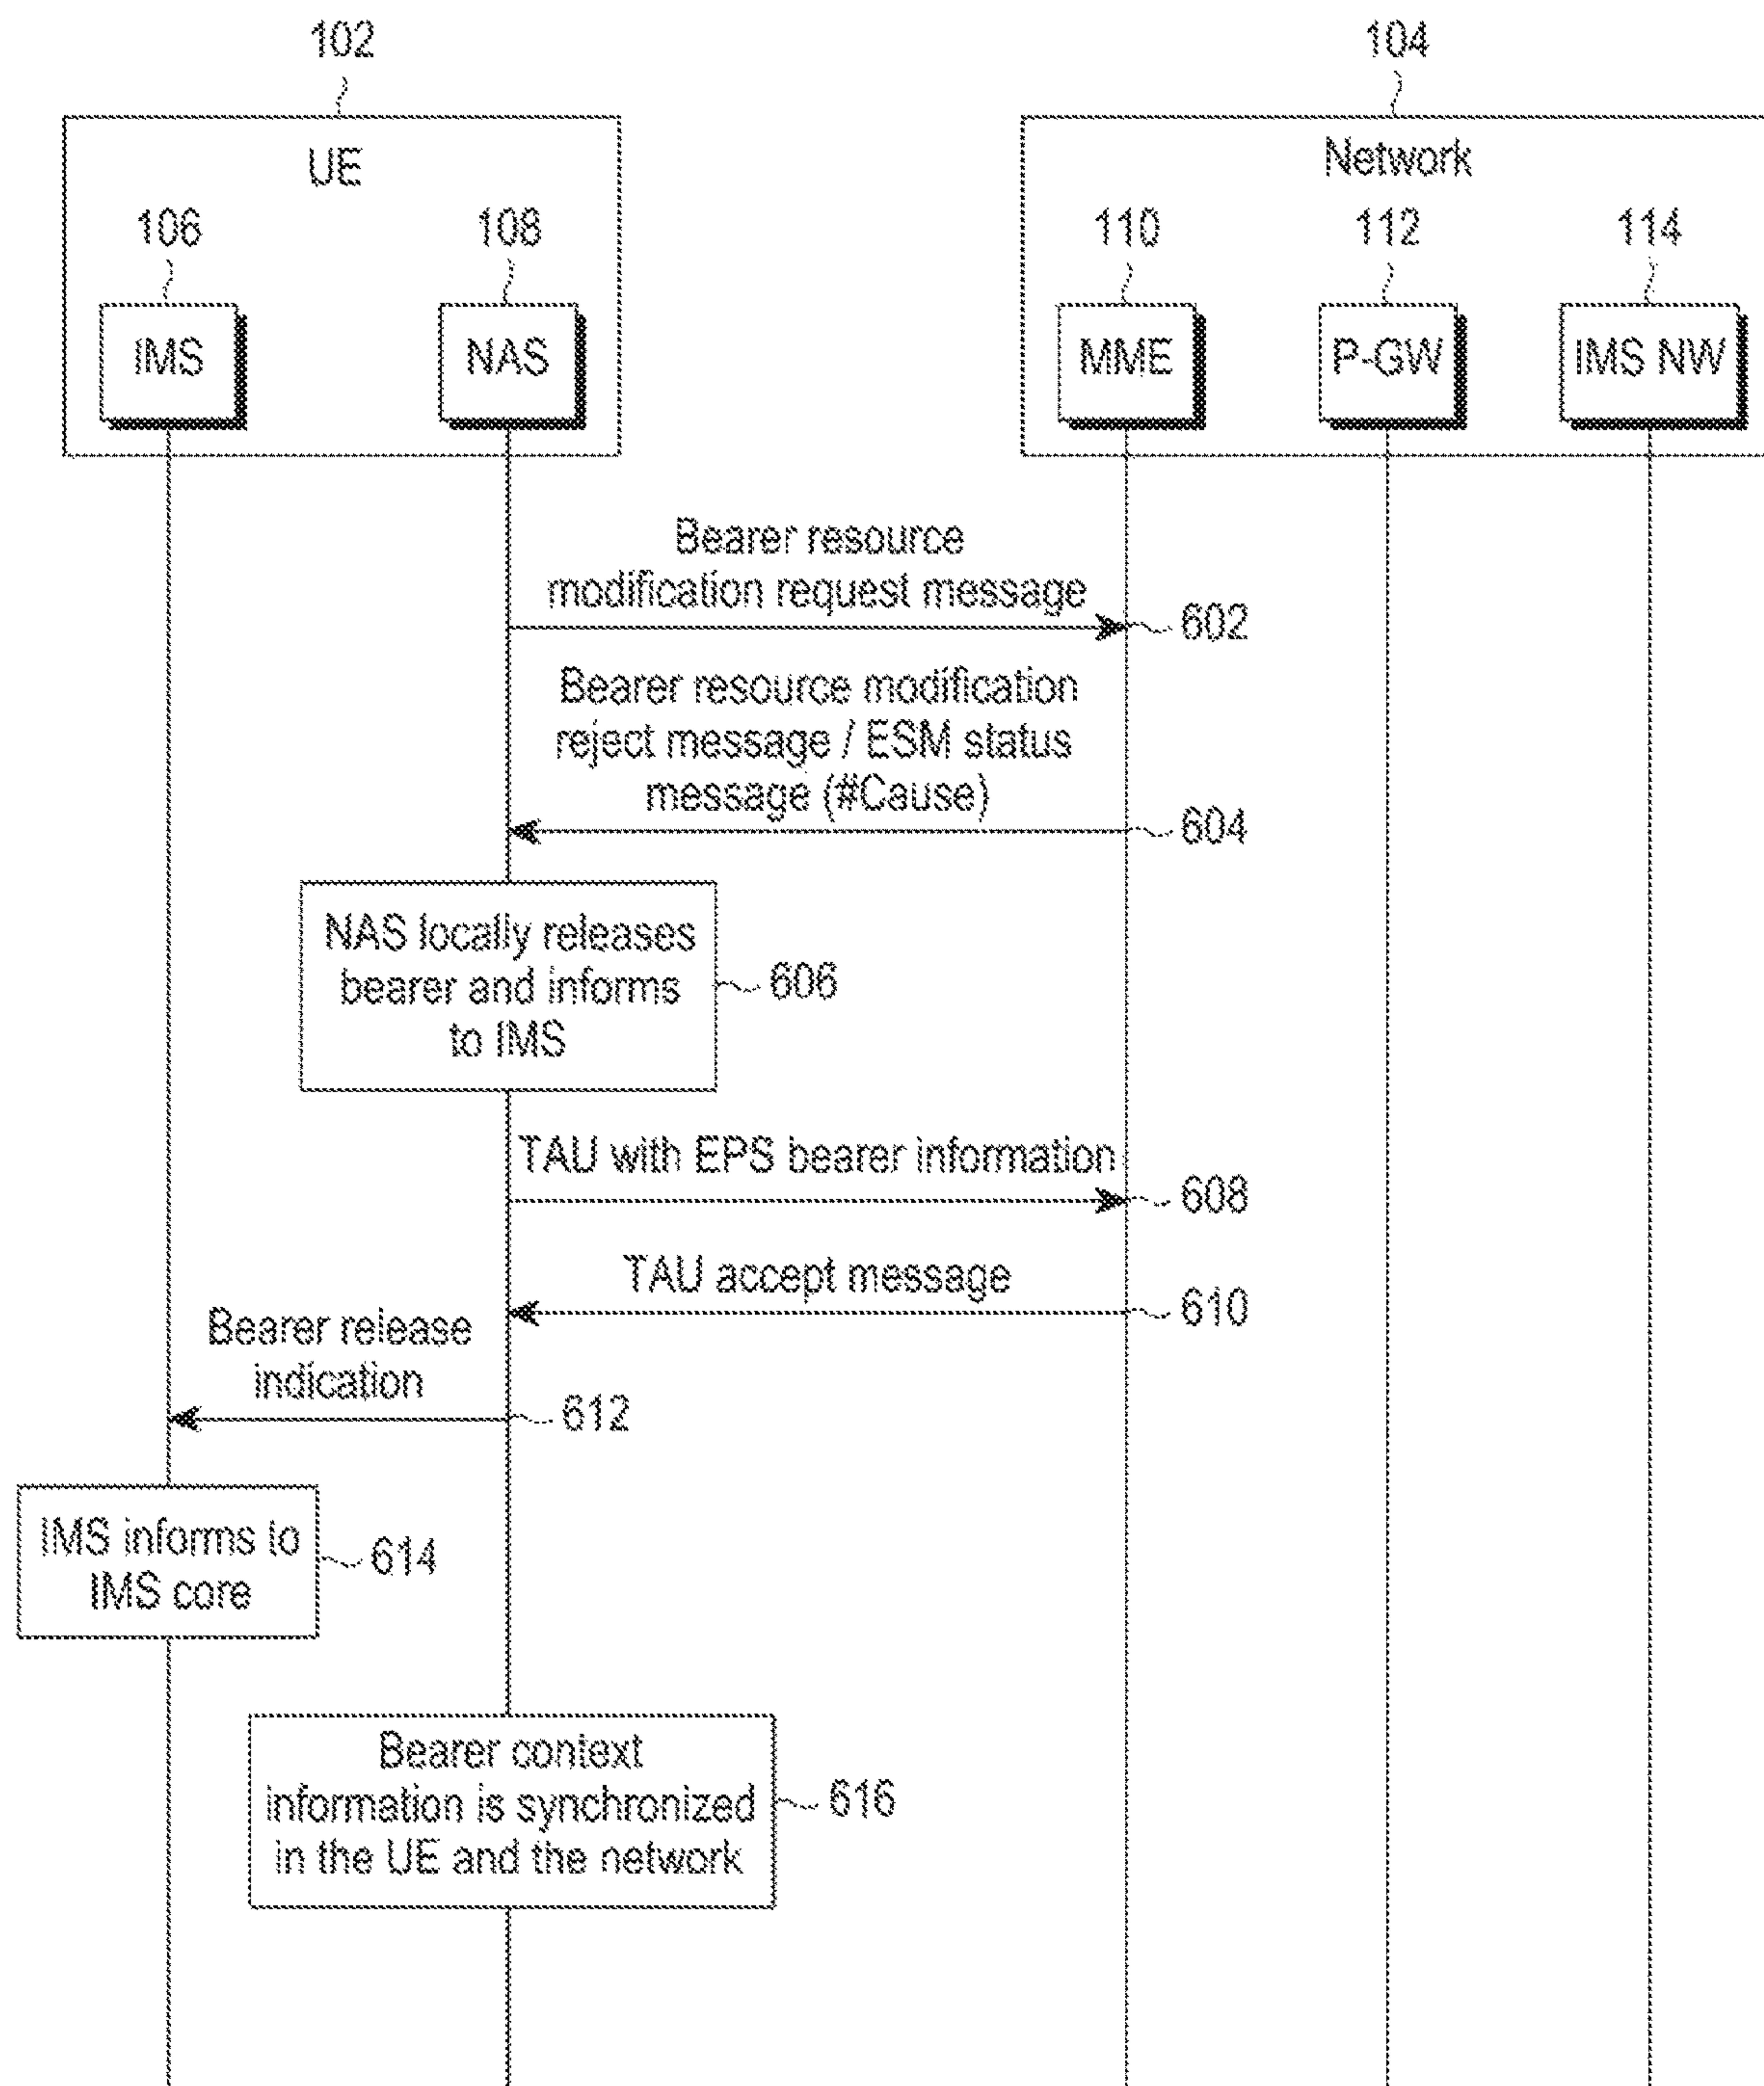 102
104
UE
Network
106
108
110
112
114
IMS
NAS
MME
P-GW
IMS NW
Bearer resource
modification request message
602
Bearer resource modification
reject message / ESM status
message (#Cause)
604
NAS locally releases
bearer and informs
to IMS
606
TAU with EPS bearer information
608
TAU accept message
610
Bearer release
indication
612
IMS informs to
IMS core
614
Bearer context
information is synchronized
in the UE and the network
616